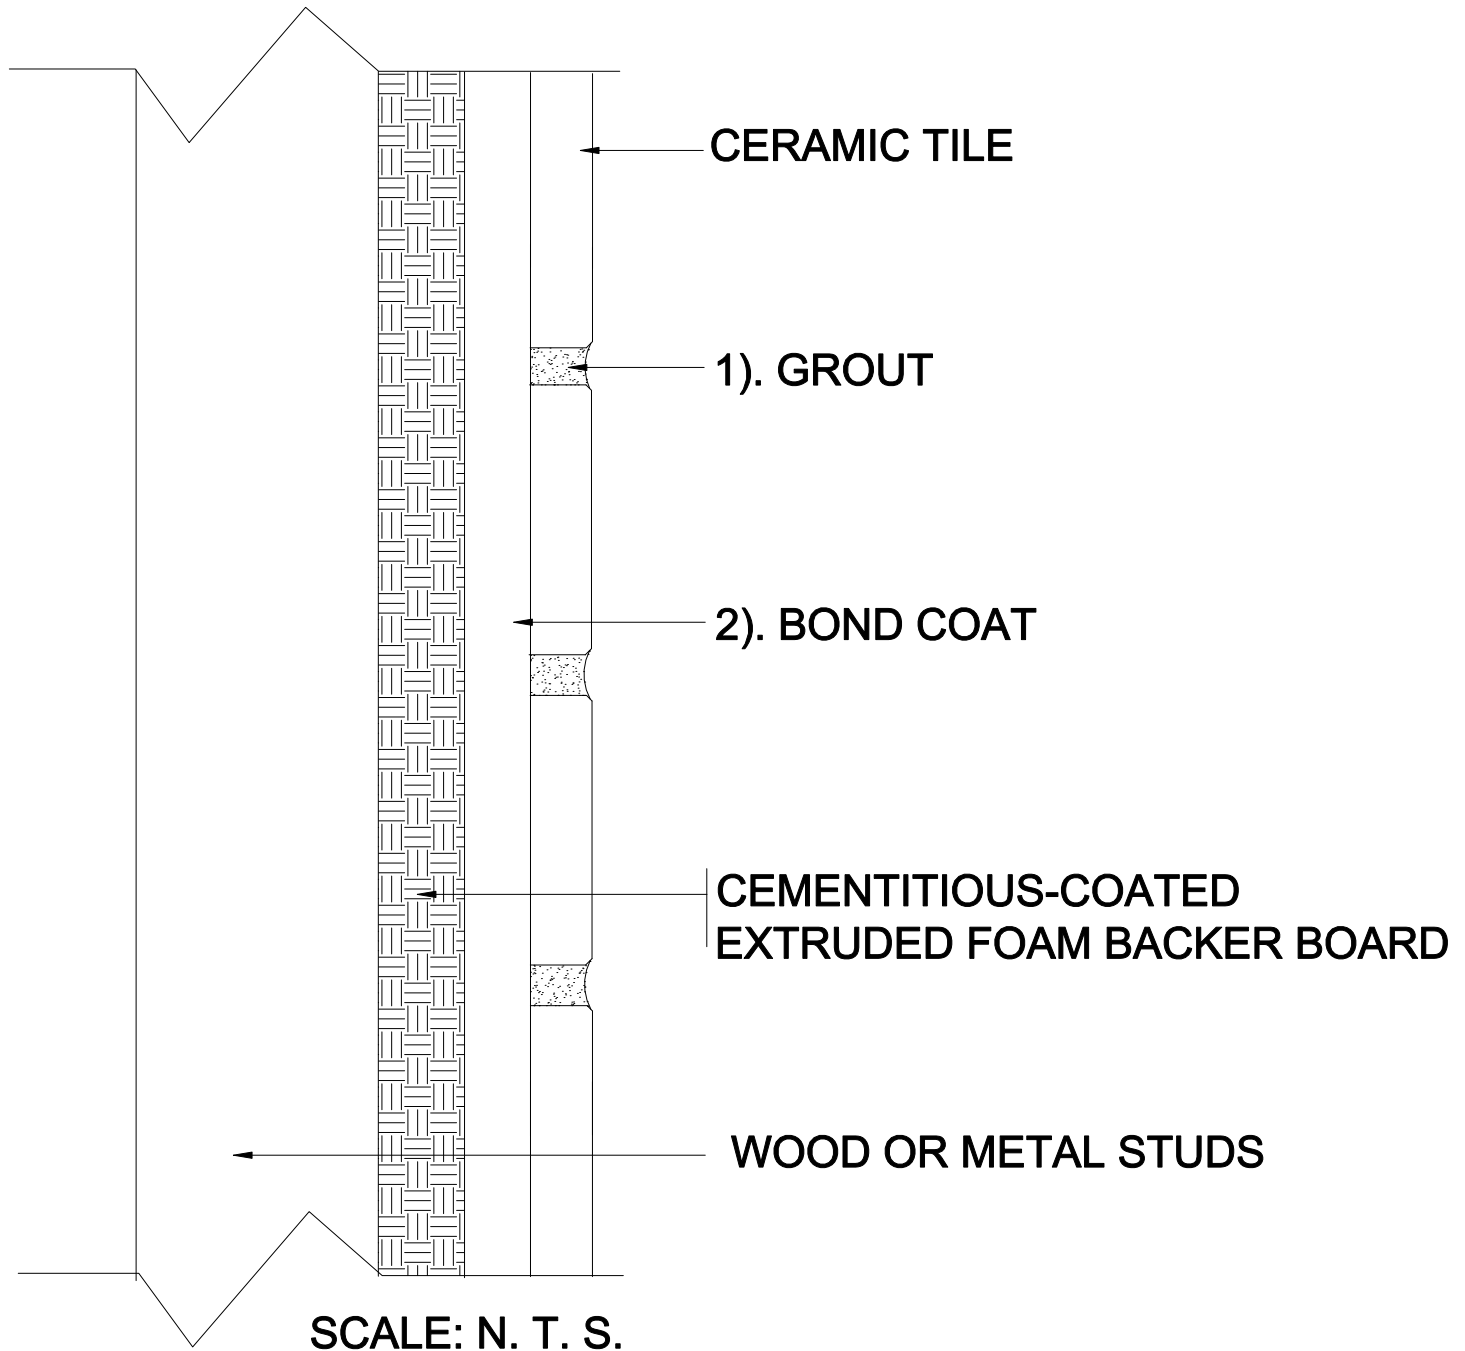 CERAMIC TILE
1). GROUT
2). BOND COAT
CEMENTITIOUS-COATED
EXTRUDED FOAM BACKER BOARD
WOOD OR METAL STUDS
SCALE: N. T. S.